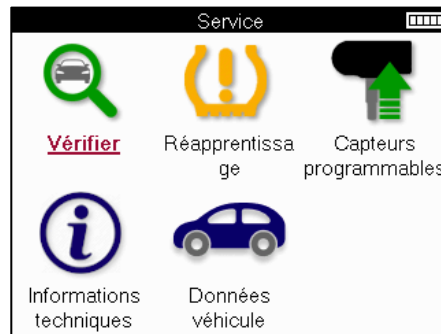 Service
Vérifier
Réapprentissa
ge
Capteurs
programmables
Informations
techniques
Données
véhicule